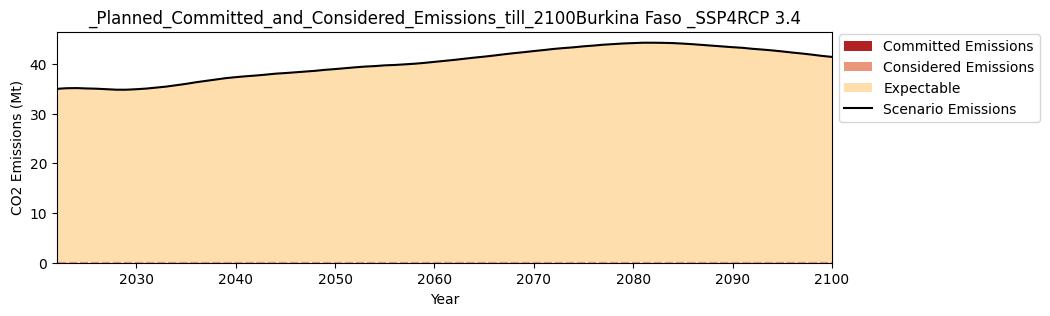 _Planned_Committed_and_Considered_Emissions_till_2100Burkina Faso _SSP4RCP 3.4
Committed Emissions
Considered Emissions
Expectable
Scenario Emissions
CO2 Emissions (Mt)
40
30
20
10
0
2030 2040 2050 2060 2070 2080 2090 2100
Year